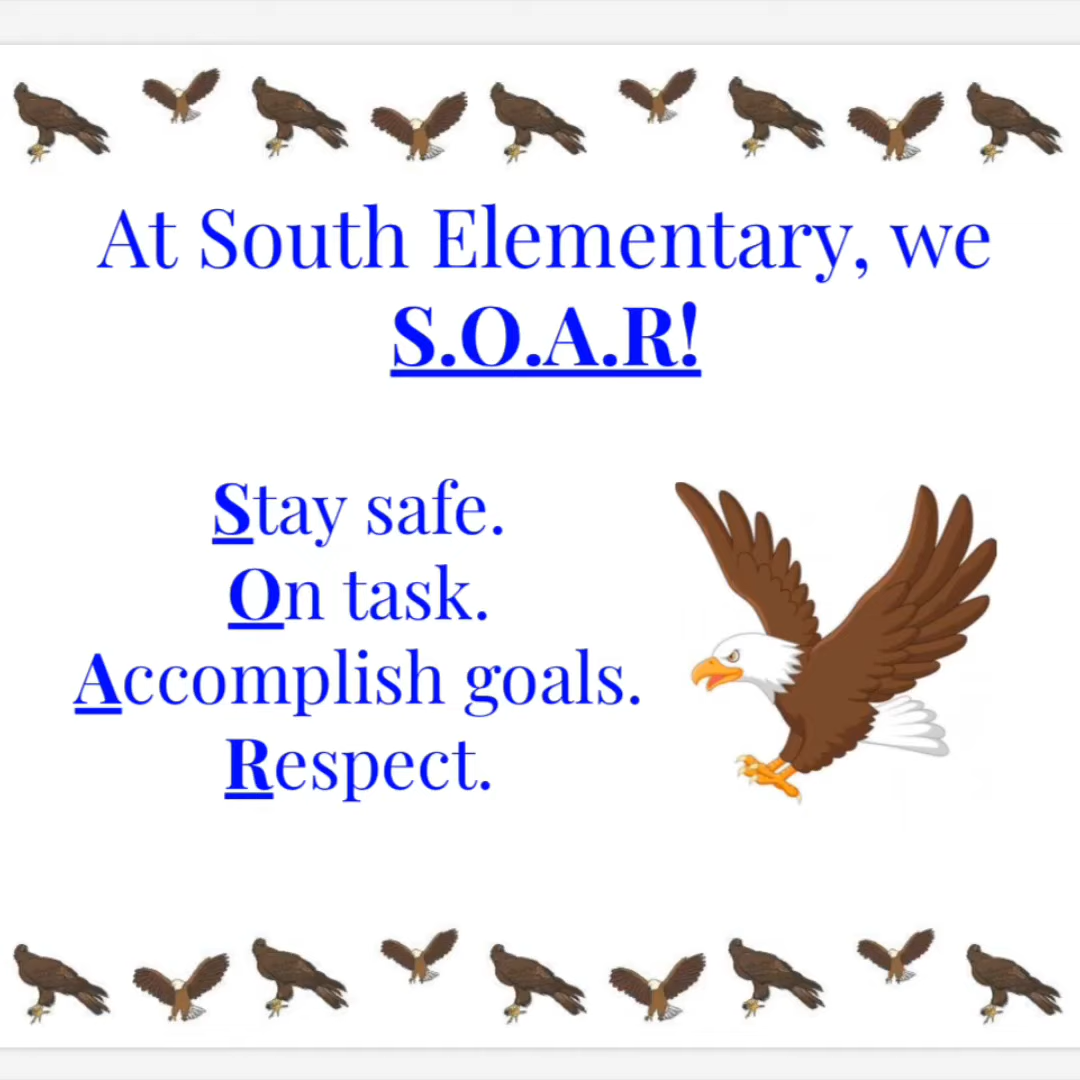 At South Elementary, we
S.O.A.R!
Stay safe.
On task.
Accomplish goals.
Respect.